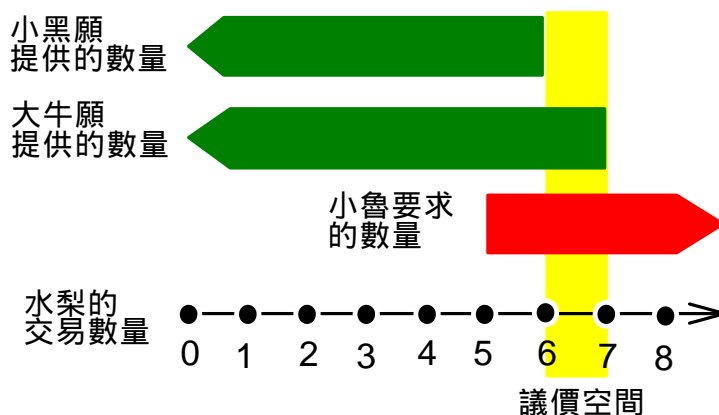 小黑願
提供的數量
大牛願
提供的數量
小魯要求
的數量
水梨的
交易數量
0 1 2 3 4 5 6 7 8
議價空間